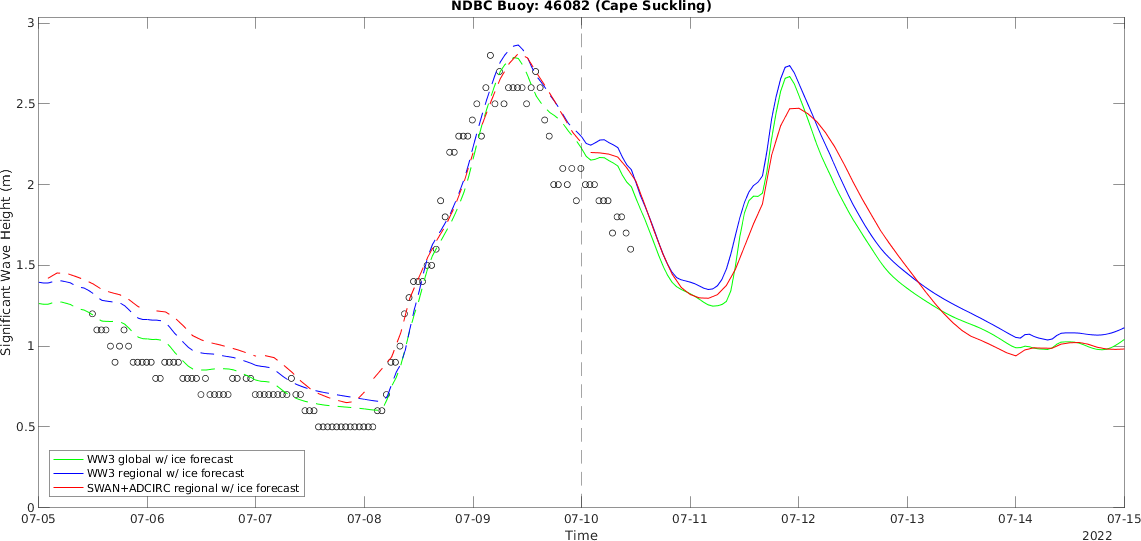 NDBC Buoy: 46082 (Cape Suckling)
3
2.5
2
1.5
1
0.5
0
Significant Wave Height (m)
WW3 global w/ ice forecast
WW3 regional w/ ice forecast
SWAN+ADCIRC regional w/ ice forecast
07-05 07-06 07-07 07-08 07-09 07-10 07-11 07-12 07-13 07-14 07-15
Time
2022